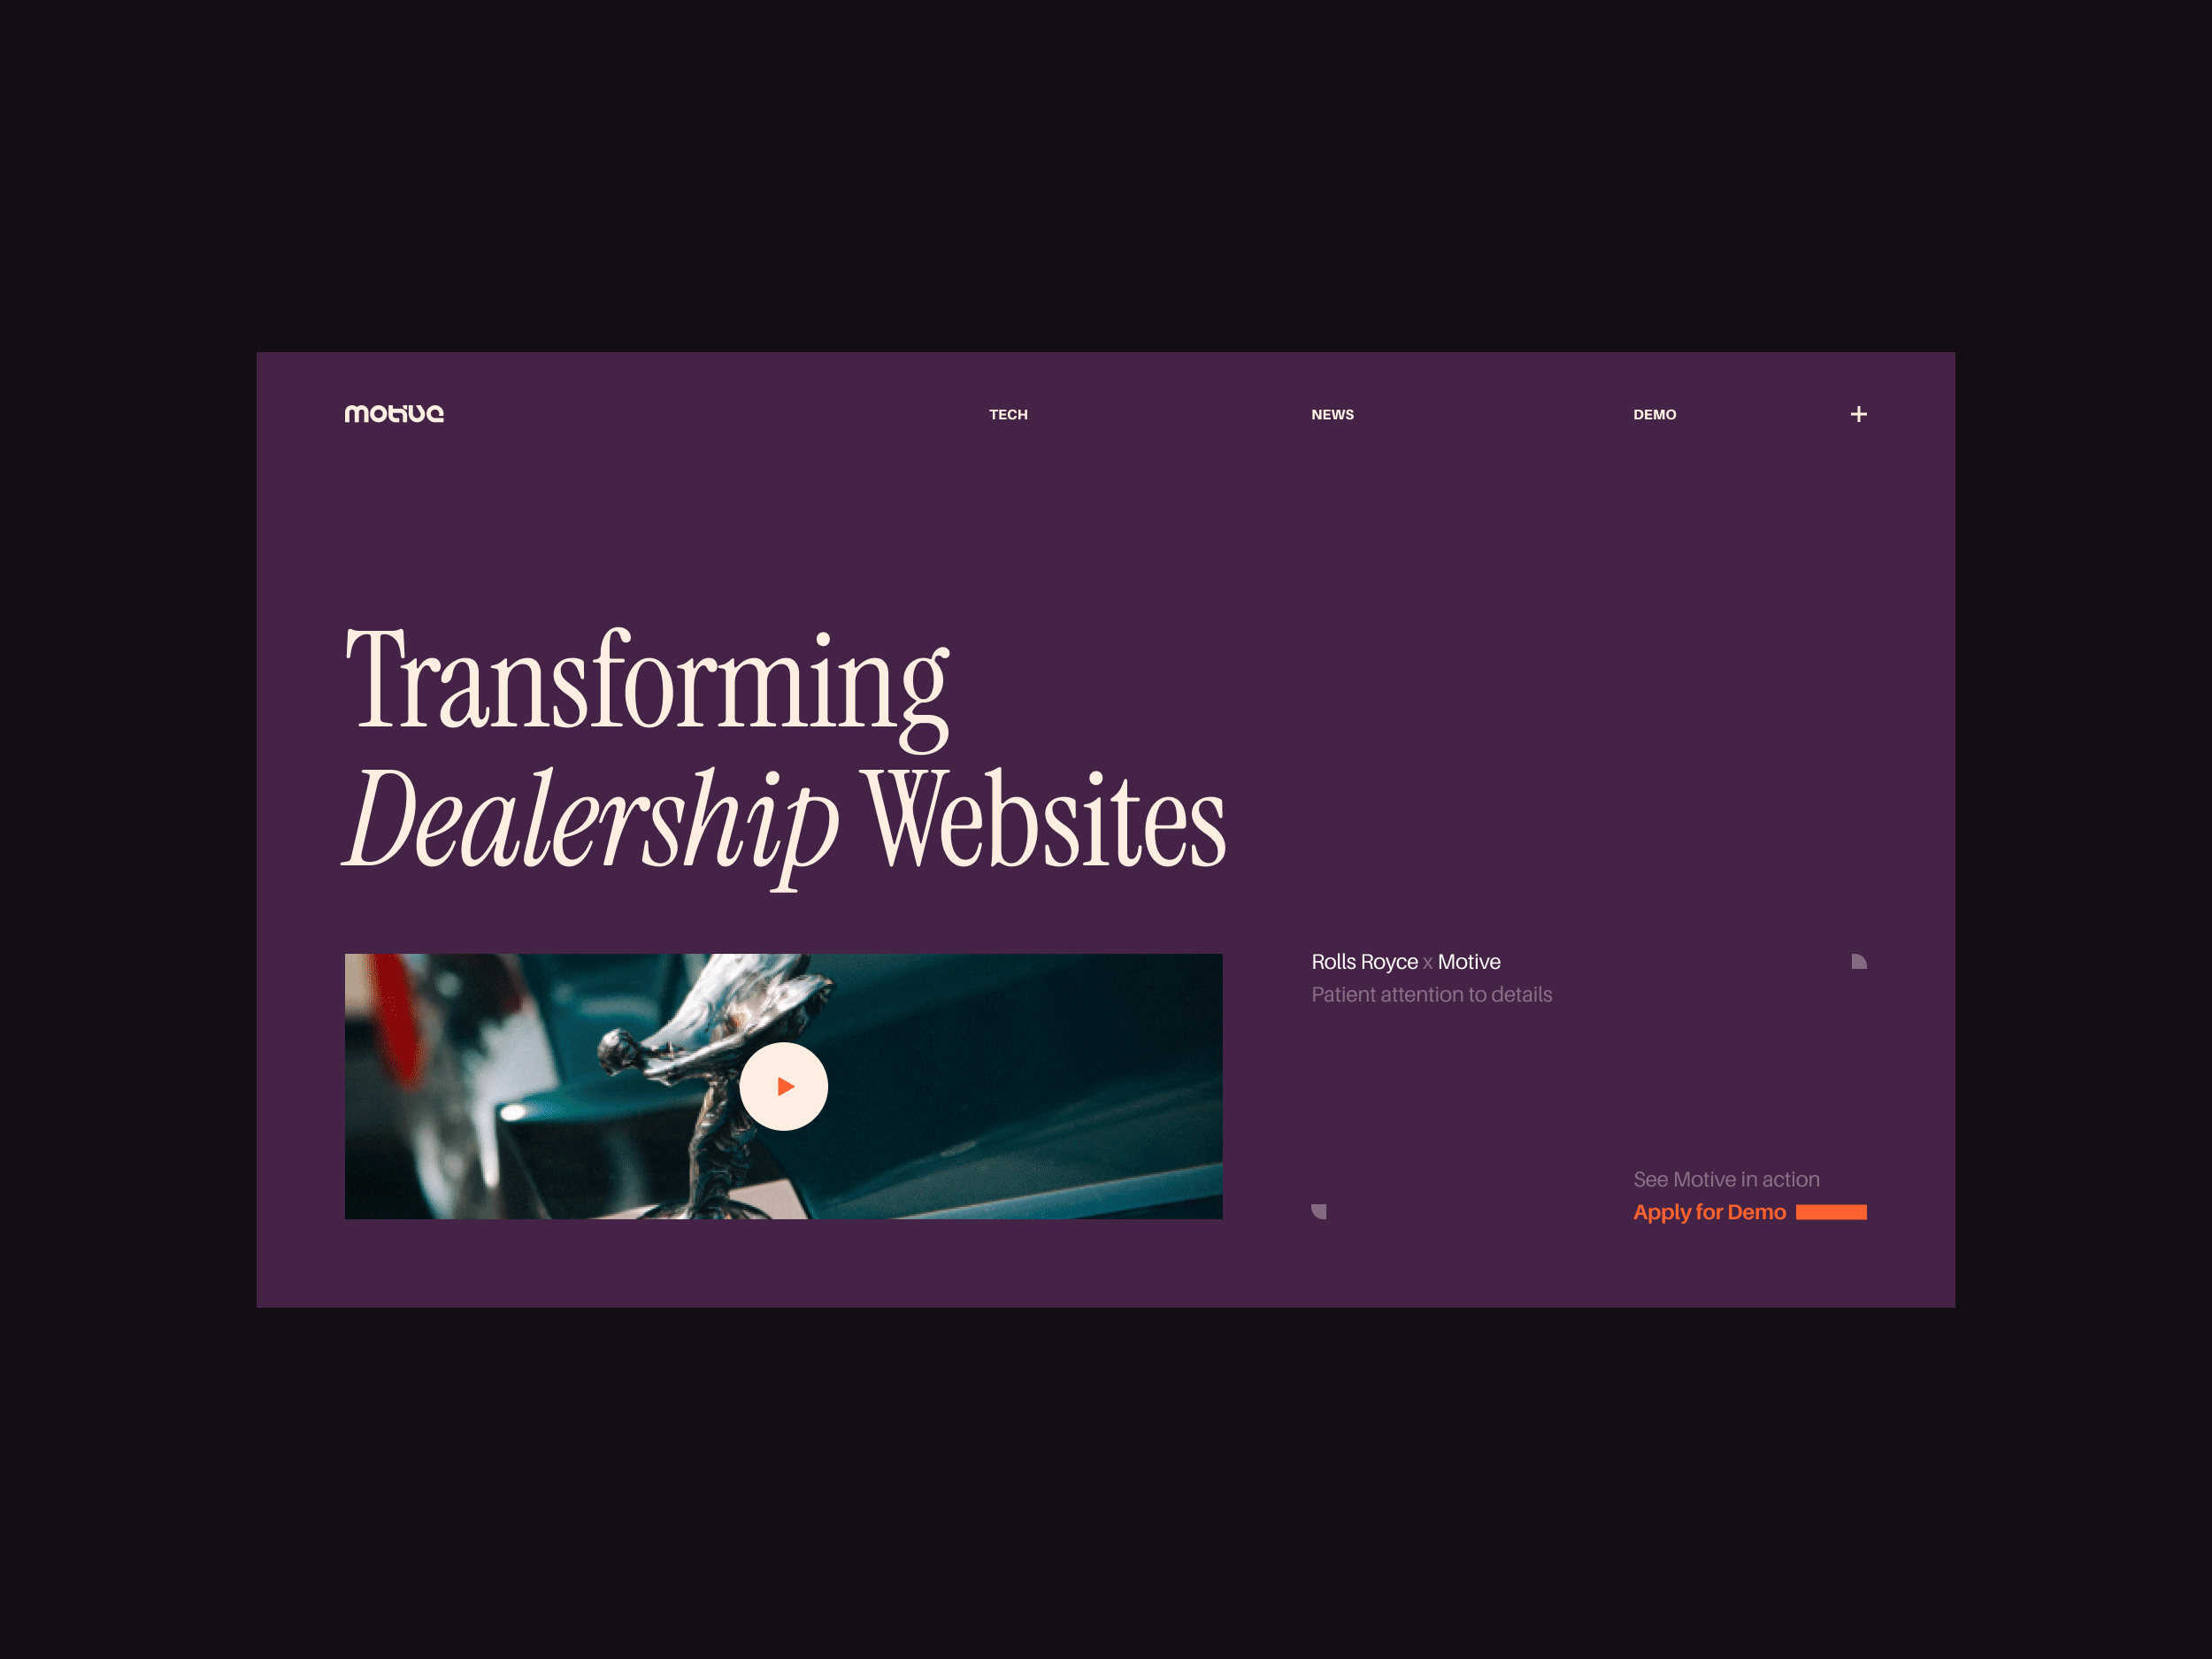 motive
TECH
NEWS
DEMO
Transforming
Dealership Websites
Rolls Royce x Motive
Patient attention to details
See Motive in action
Apply for Demo